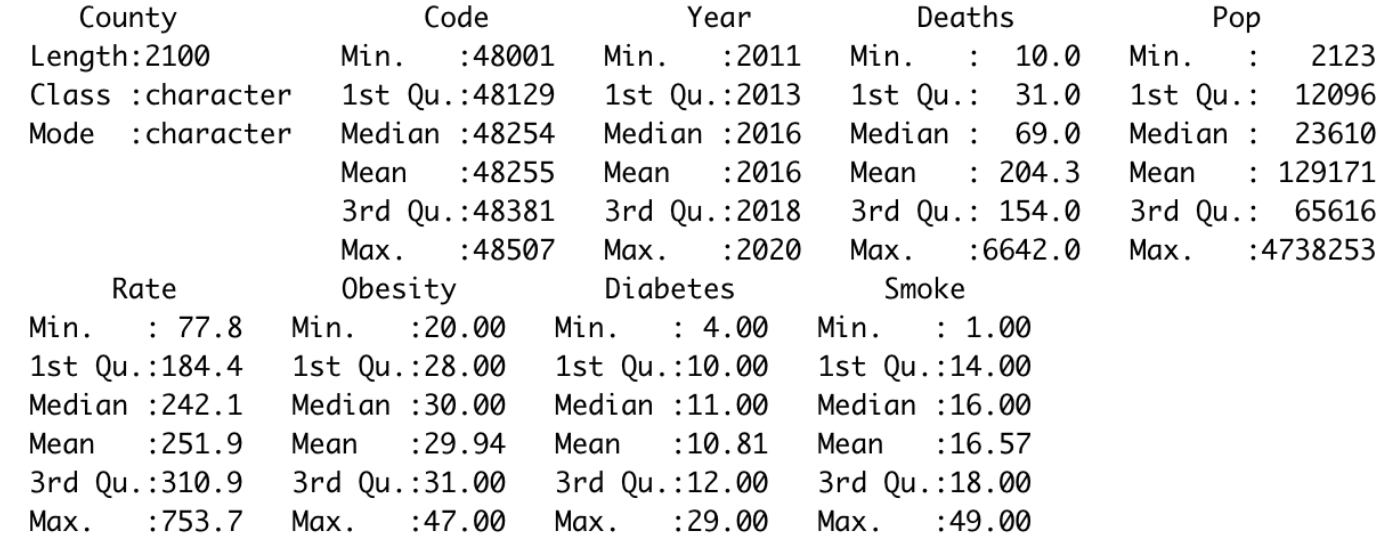 County Code Year Deaths Pop
Length:2100 Min. :48001 Min. :2011 Min. : 10.0 Min. : 2123
Class :character 1st Qu.:48129 1st Qu.:2013 1st Qu.: 31.0 1st Qu.: 12096
Mode :character Median :48254 Median :2016 Median : 69.0 Median : 23610
Mean :48255 Mean :2016 Mean : 204.3 Mean : 129171
3rd Qu.:48381 3rd Qu.:2018 3rd Qu.: 154.0 3rd Qu.: 65616
Max. :48507 Max. :2020 Max. :6642.0 Max. :4738253
Rate Obesity Diabetes Smoke
Min. : 77.8 Min. :20.00 Min. : 4.00 Min. : 1.00
1st Qu.:184.4 1st Qu.:28.00 1st Qu.:10.00 1st Qu.:14.00
Median :242.1 Median :30.00 Median :11.00 Median :16.00
Mean :251.9 Mean :29.94 Mean :10.81 Mean :16.57
3rd Qu.:310.9 3rd Qu.:31.00 3rd Qu.:12.00 3rd Qu.:18.00
Max. :753.7 Max. :47.00 Max. :29.00 Max. :49.00